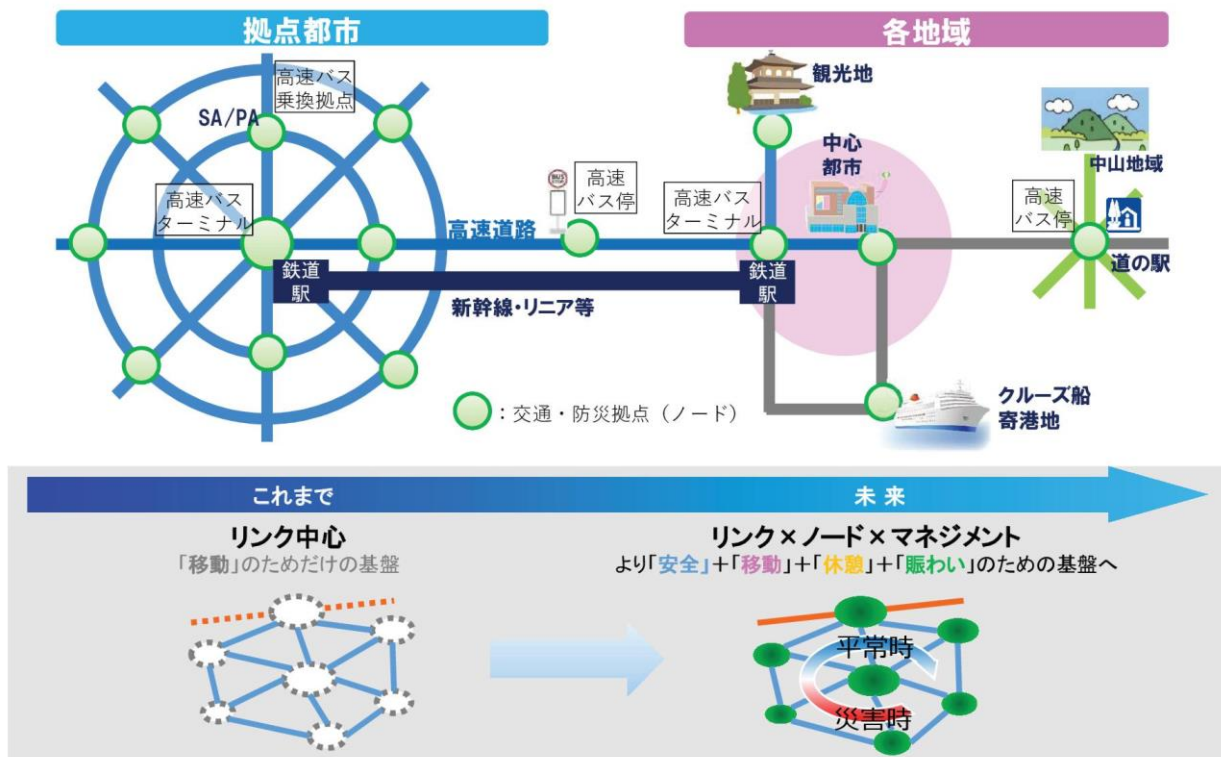 拠点都市
各地域
高速バス
乗換拠点
SA/PA
高速バス
ターミナル
高速道路
鉄道
駅
新幹線・リニア等
BUS
高速
バス停
高速バス
ターミナル
鉄道
駅
観光地
中心
都市
中山地域
高速
バス停
道の駅
クルーズ船
寄港地
:交通・防災拠点（ノード）
これまで
未来
リンク中心
「移動」のためだけの基盤
リンク×ノード×マネジメント
より「安全」+「移動」+「休憩」+「賑わい」のための基盤へ
平常時
災害時